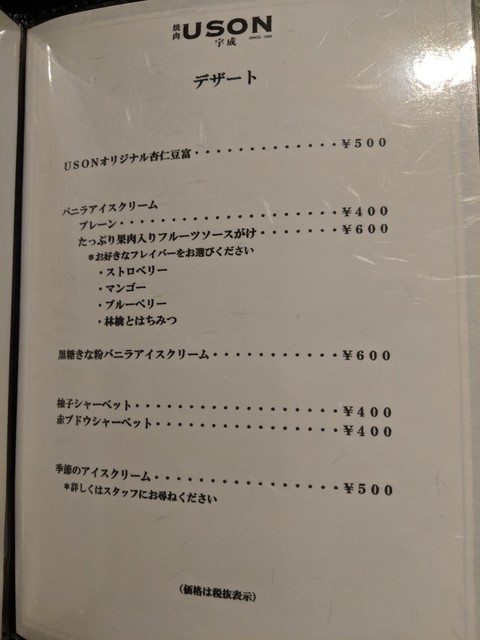 焼肉 USON
宇成 SINCE 1980
デザート
USONオリジナル杏仁豆富・・・・・・・・・・・・・・¥500
バニラアイスクリーム
プレーン・・・・・・・・・・・・・・・・・・・・¥400
たっぷり果肉入りフルーツソースがけ・・・・・・¥600
*お好きなフレイバーをお選びください
・ストロベリー
・マンゴー
・ブルーベリー
・林檎とはちみつ
黒糖きな粉バニラアイスクリーム・・・・・・・・・・¥600
柚子シャーベット・・・・・・・・・・・・・・・・・¥400
赤ブドウシャーベット・・・・・・・・・・・・・・・¥400
季節のアイスクリーム・・・・・・・・・・・・・・・¥500
*詳しくはスタッフにお尋ねください
(価格は税抜表示)